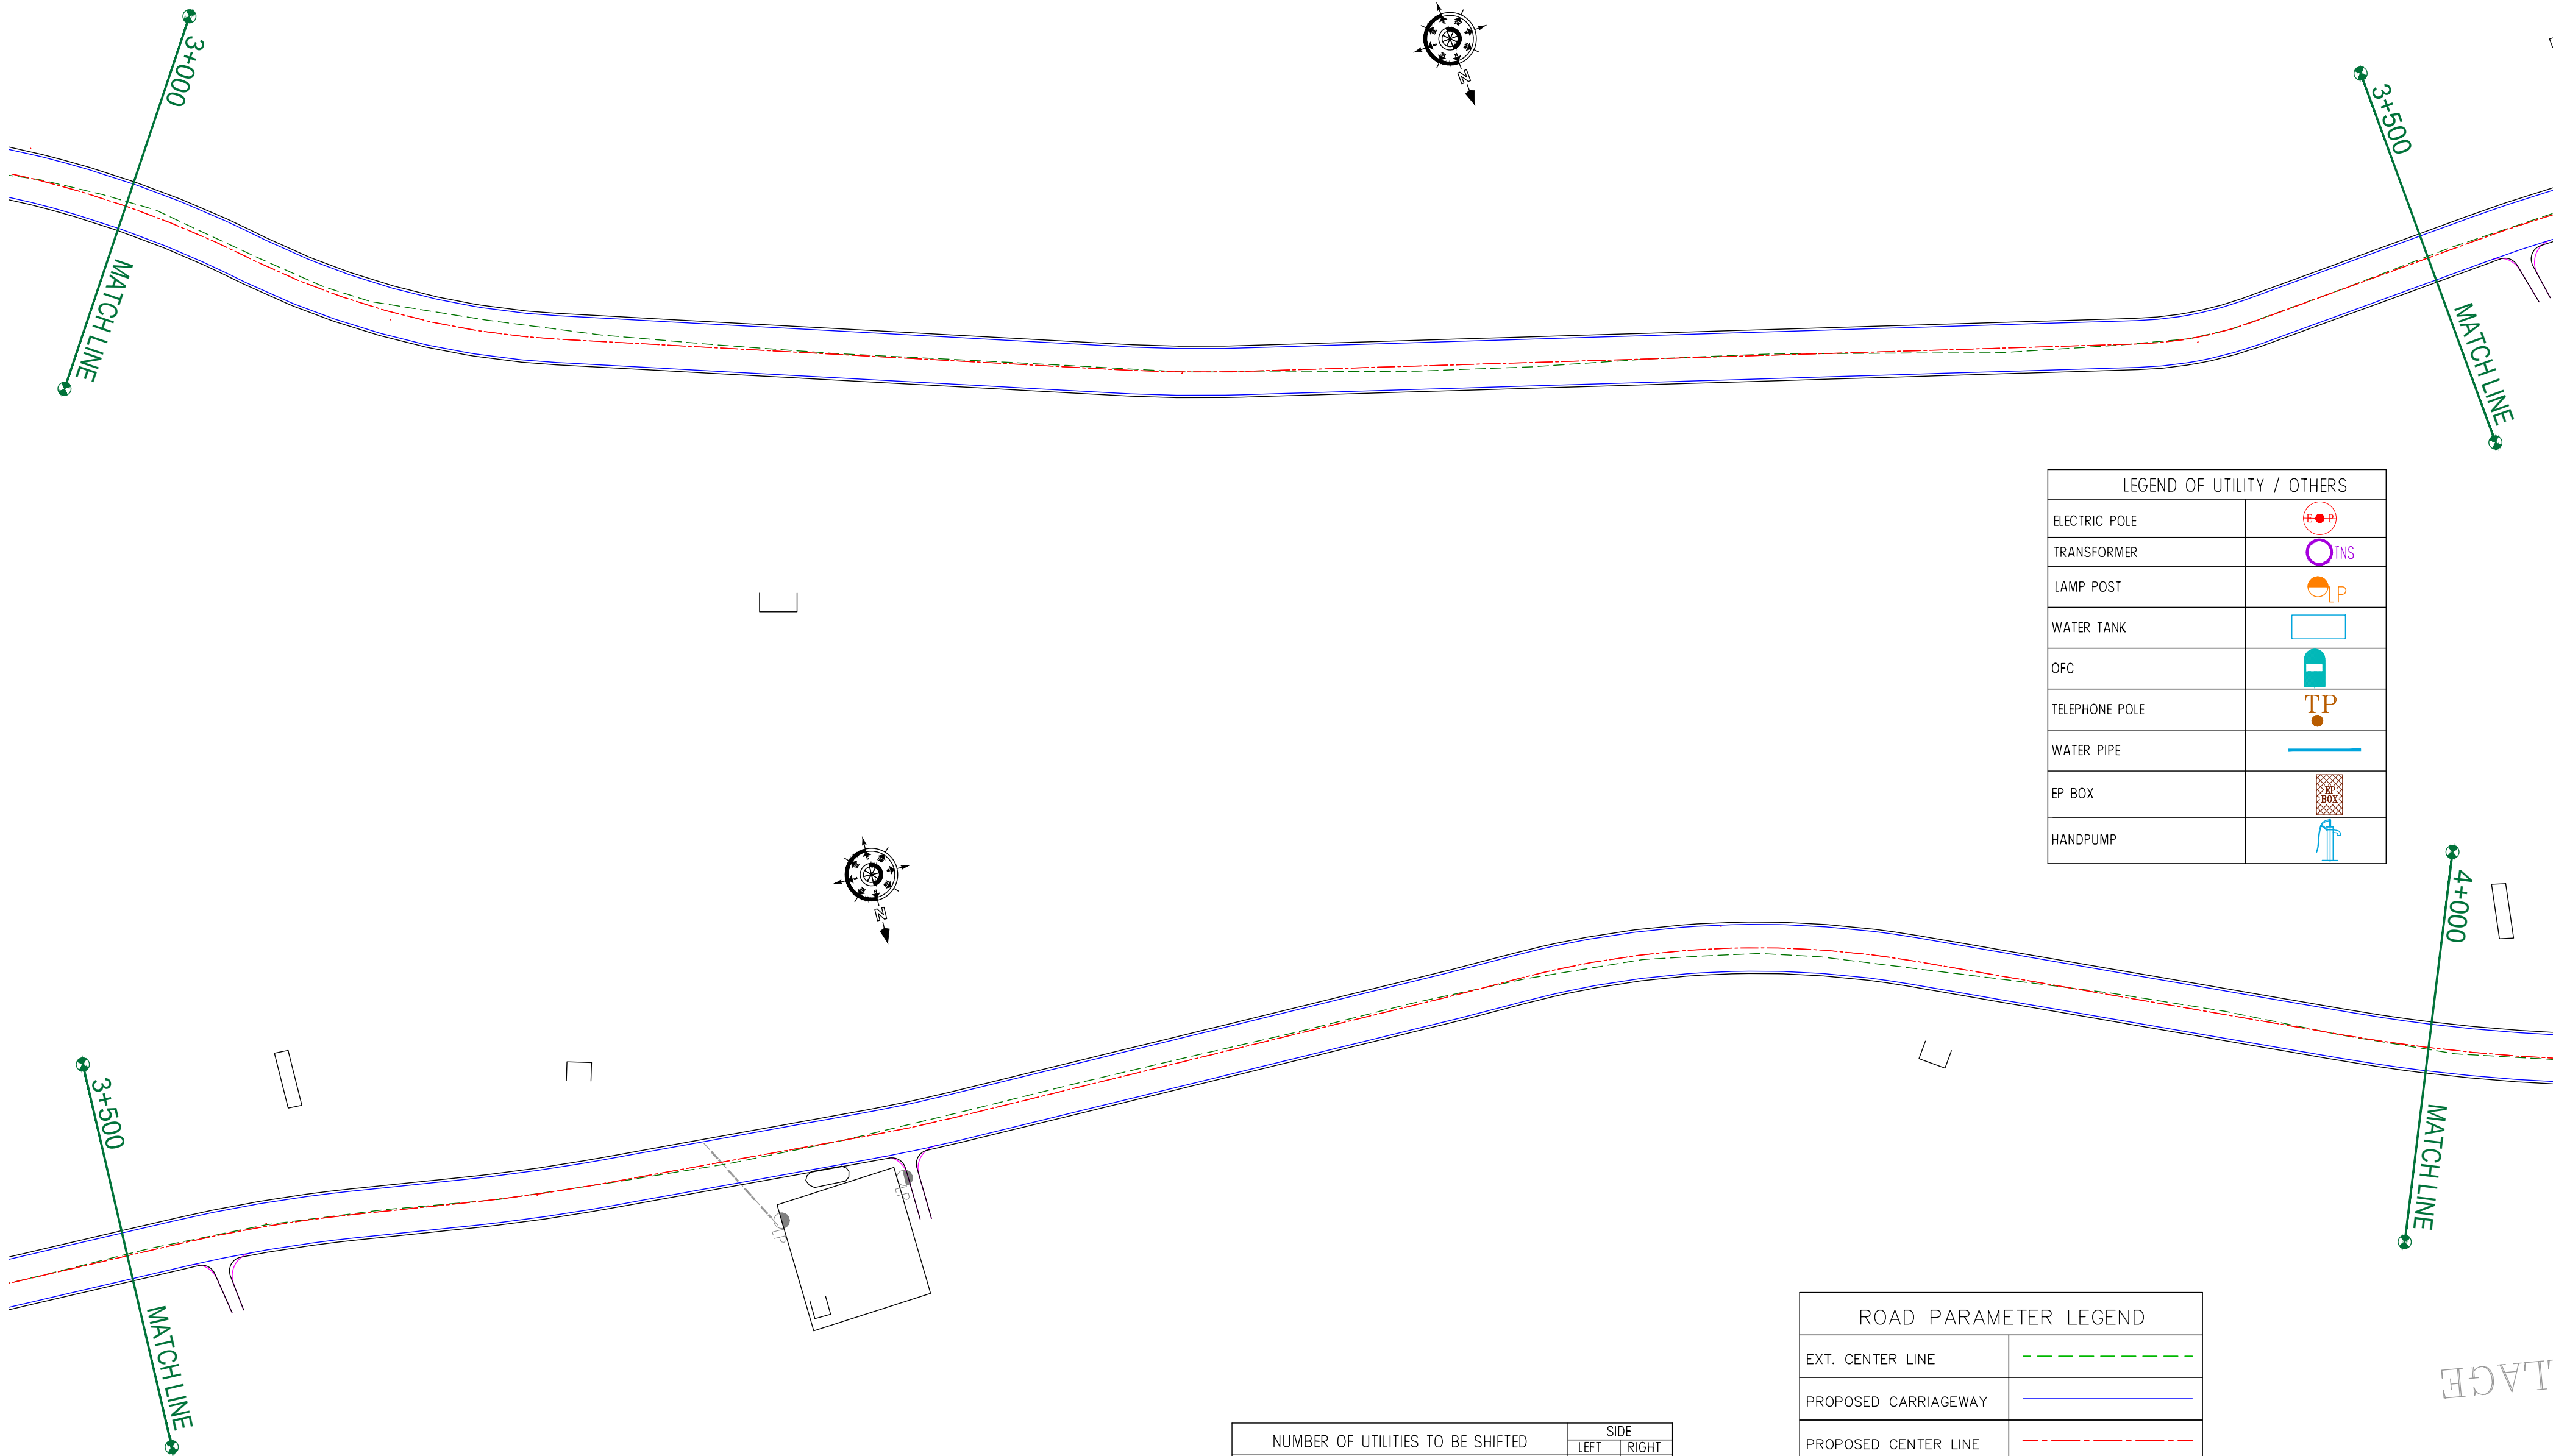 3+000
MATCH LINE
N
3+500
MATCH LINE
LEGEND OF UTILITY / OTHERS
ELECTRIC POLE E P
TRANSFORMER TNS
LAMP POST LP
WATER TANK
OFC
TELEPHONE POLE TP
WATER PIPE
EP BOX EP BOX
HANDPUMP
N
3+500
MATCH LINE
LP
LP
4+000
MATCH LINE
ROAD PARAMETER LEGEND
EXT. CENTER LINE
PROPOSED CARRIAGEWAY
PROPOSED CENTER LINE
NUMBER OF UTILITIES TO BE SHIFTED
SIDE
LEFT RIGHT